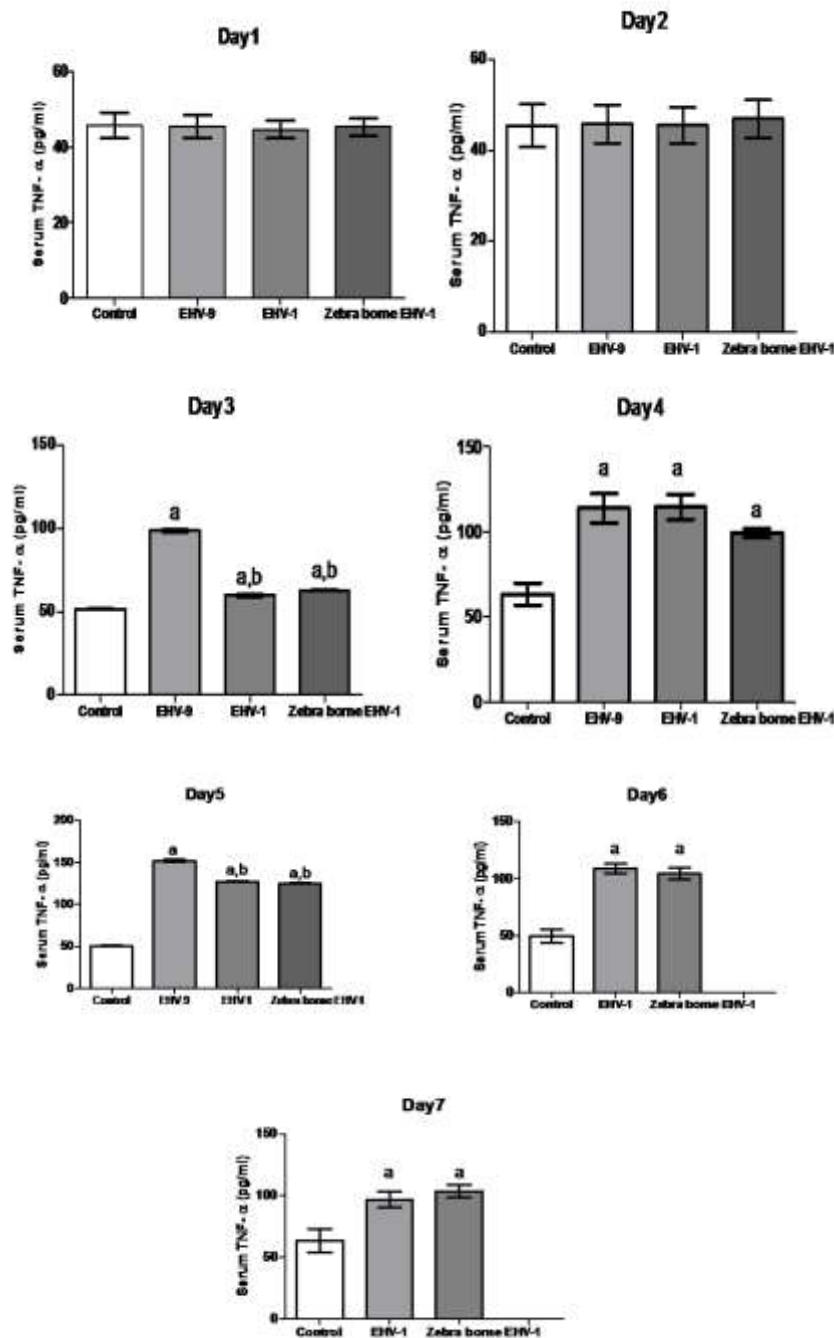 Day1
Serum TNF- α (pg/ml)
60
40
20
0
Control EHV-9 EHV-1 Zebra borne EHV-1
Day2
Serum TNF- α (pg/ml)
60
40
20
0
Control EHV-9 EHV-1 Zebra borne EHV-1
Day3
Serum TNF- α (pg/ml)
150
100
50
0
a
a,b
a,b
Control EHV-9 EHV-1 Zebra borne EHV-1
Day4
Serum TNF- α (pg/ml)
150
100
50
0
a
a
a
Control EHV-9 EHV-1 Zebra borne EHV-1
Day5
Serum TNF- α (pg/ml)
200
150
100
50
0
a
a,b
a,b
Control EHV-9 EHV-1 Zebra borne EHV-1
Day6
Serum TNF- α (pg/ml)
150
100
50
0
a
a
Control EHV-1 Zebra borne EHV-1
Day7
Serum TNF- α (pg/ml)
150
100
50
0
a
a
Control EHV-1 Zebra borne EHV-1